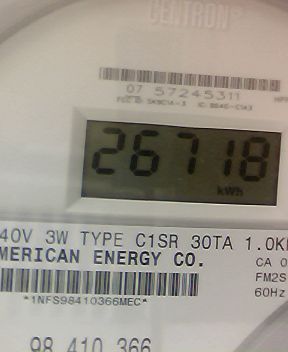 CENTRON®
07 57245311
26718
kWh
40V 3W TYPE C1SR 30TA 1.0K
MERICAN ENERGY CO.
CA 0
FM2S
60Hz
*1NFS98410366MEC*
98 410 366